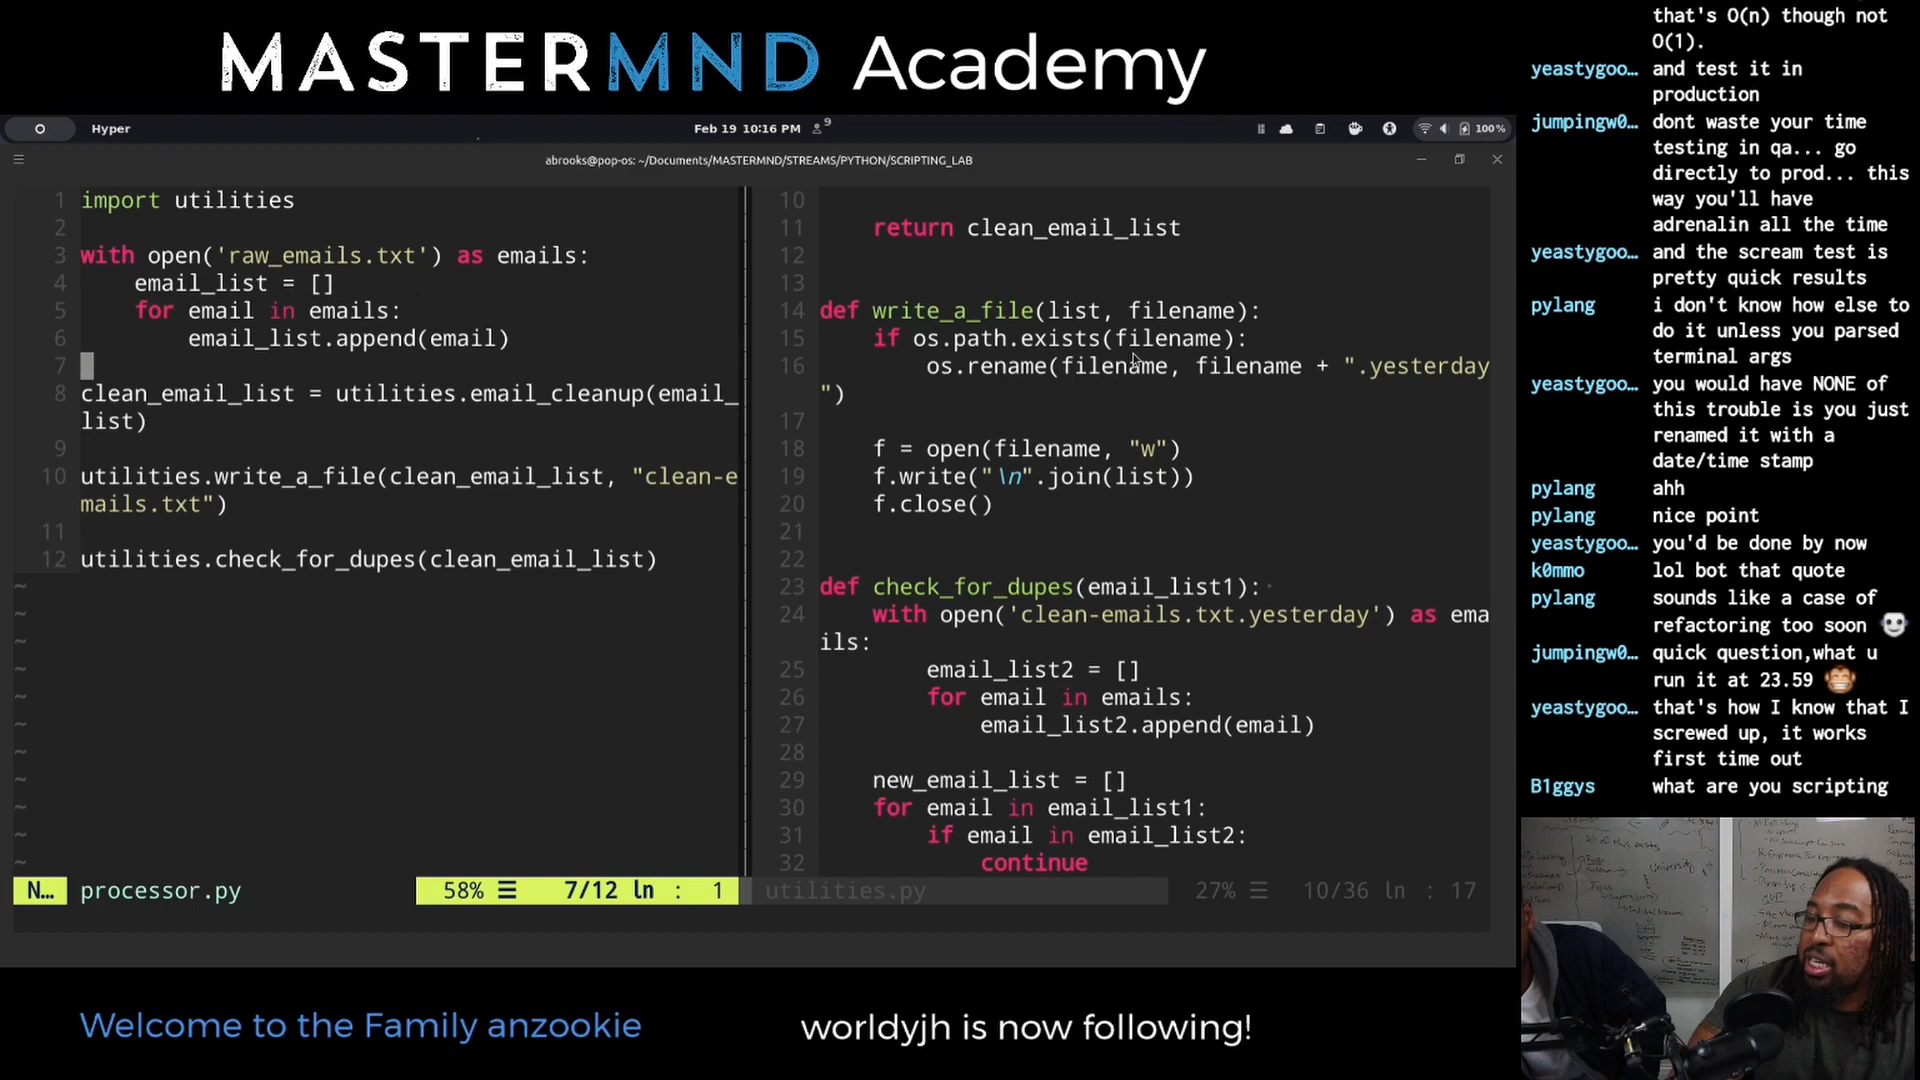 MASTERMND Academy
Hyper
Feb 19 10:16 PM
9
100%
abrooks@pop-os: ~/Documents/MASTERMND/STREAMS/PYTHON/SCRIPTING_LAB
1 import utilities
2
3 with open('raw_emails.txt') as emails:
4     email_list = []
5     for email in emails:
6         email_list.append(email)
7
8 clean_email_list = utilities.email_cleanup(email_
list)
9
10 utilities.write_a_file(clean_email_list, "clean-e
mails.txt")
11
12 utilities.check_for_dupes(clean_email_list)
~
~
~
~
~
~
~
~
~
~
~
N... processor.py 58% ☰ 7/12 ln : 1
10
11     return clean_email_list
12
13
14 def write_a_file(list, filename):
15     if os.path.exists(filename):
16         os.rename(filename, filename + ".yesterday
")
17
18     f = open(filename, "w")
19     f.write("\n".join(list))
20     f.close()
21
22
23 def check_for_dupes(email_list1):
24     with open('clean-emails.txt.yesterday') as ema
ils:
25         email_list2 = []
26         for email in emails:
27             email_list2.append(email)
28
29     new_email_list = []
30     for email in email_list1:
31         if email in email_list2:
32             continue
utilities.py 27% ☰ 10/36 ln : 17
that's O(n) though not
O(1).
yeastygoo... and test it in
production
jumpingw0... dont waste your time
testing in qa... go
directly to prod... this
way you'll have
adrenalin all the time
yeastygoo... and the scream test is
pretty quick results
pylang i don't know how else to
do it unless you parsed
terminal args
yeastygoo... you would have NONE of
this trouble is you just
renamed it with a
date/time stamp
pylang ahh
pylang nice point
yeastygoo... you'd be done by now
k0mmo lol bot that quote
pylang sounds like a case of
refactoring too soon
jumpingw0... quick question,what u
run it at 23.59
yeastygoo... that's how I know that I
screwed up, it works
first time out
B1ggys what are you scripting
Welcome to the Family anzookie
worldyjh is now following!